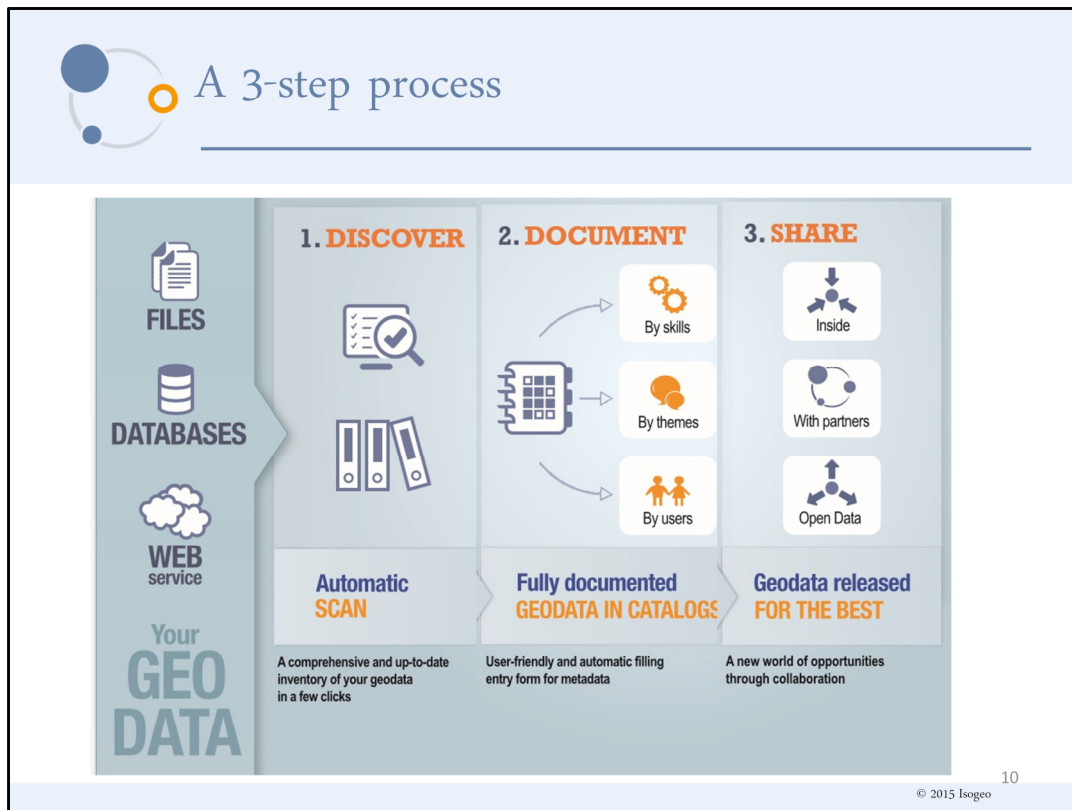 A 3-step process
FILES
DATABASES
WEB
service
Your
GEO
DATA
1. DISCOVER
Automatic
SCAN
A comprehensive and up-to-date
inventory of your geodata
in a few clicks
2. DOCUMENT
By skills
By themes
By users
Fully documented
GEODATA IN CATALOGS
User-friendly and automatic filling
entry form for metadata
3. SHARE
Inside
With partners
Open Data
Geodata released
FOR THE BEST
A new world of opportunities
through collaboration
10
© 2015 Isogeo